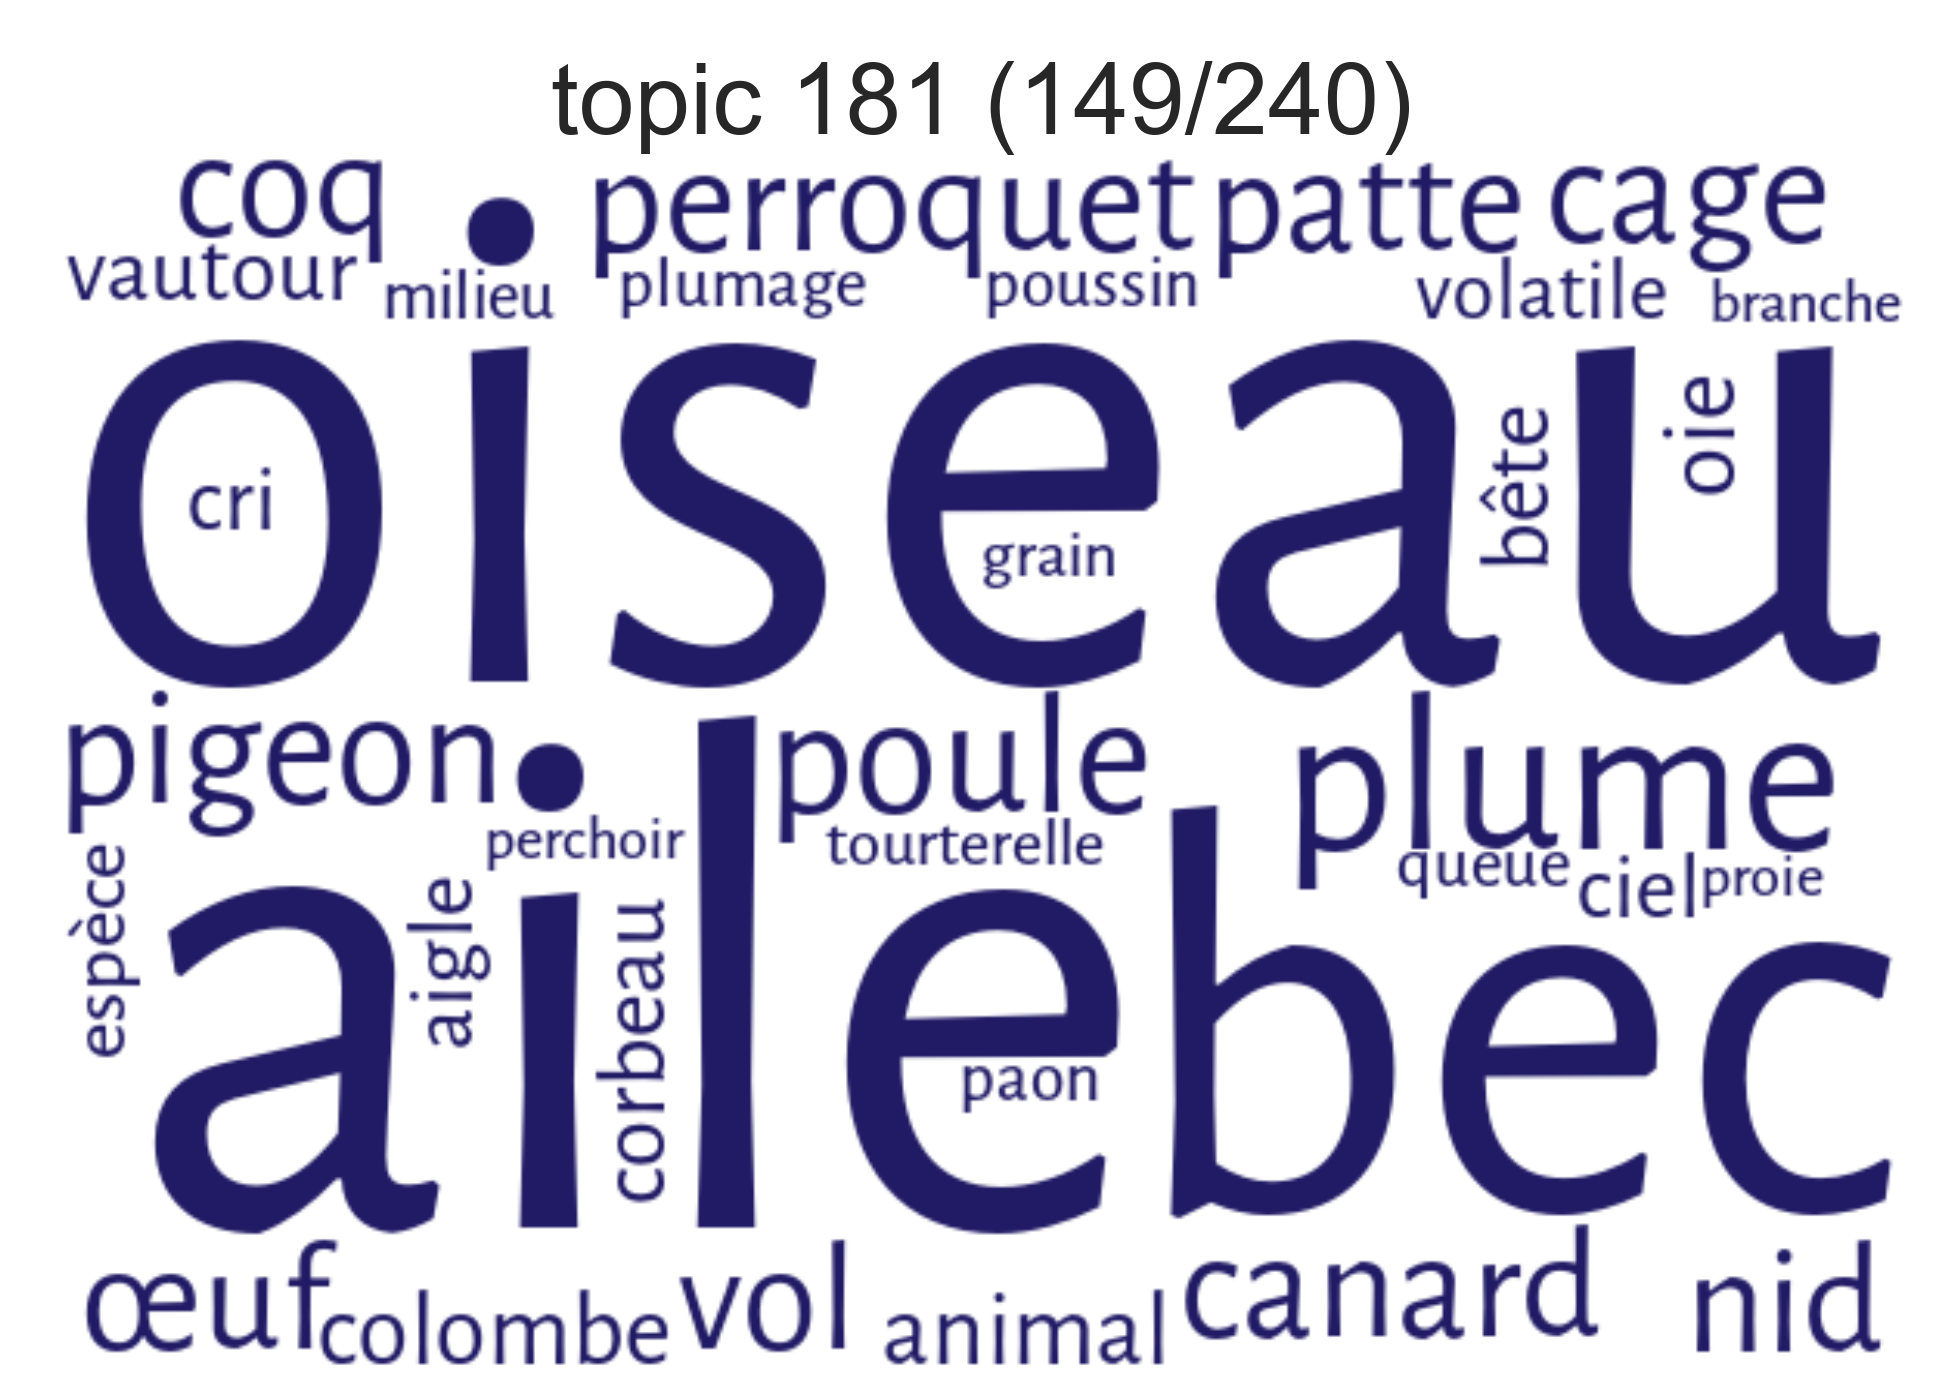 topic 181 (149/240)
coq perroquet patte cage
vautour milieu plumage poussin volatile branche
oiseau
cri
grain
bête
oie
pigeon poule plume
perchoir tourterelle queue ciel proie
espèce
aigle
corbeau
aile bec
paon
œuf colombe vol animal canard nid